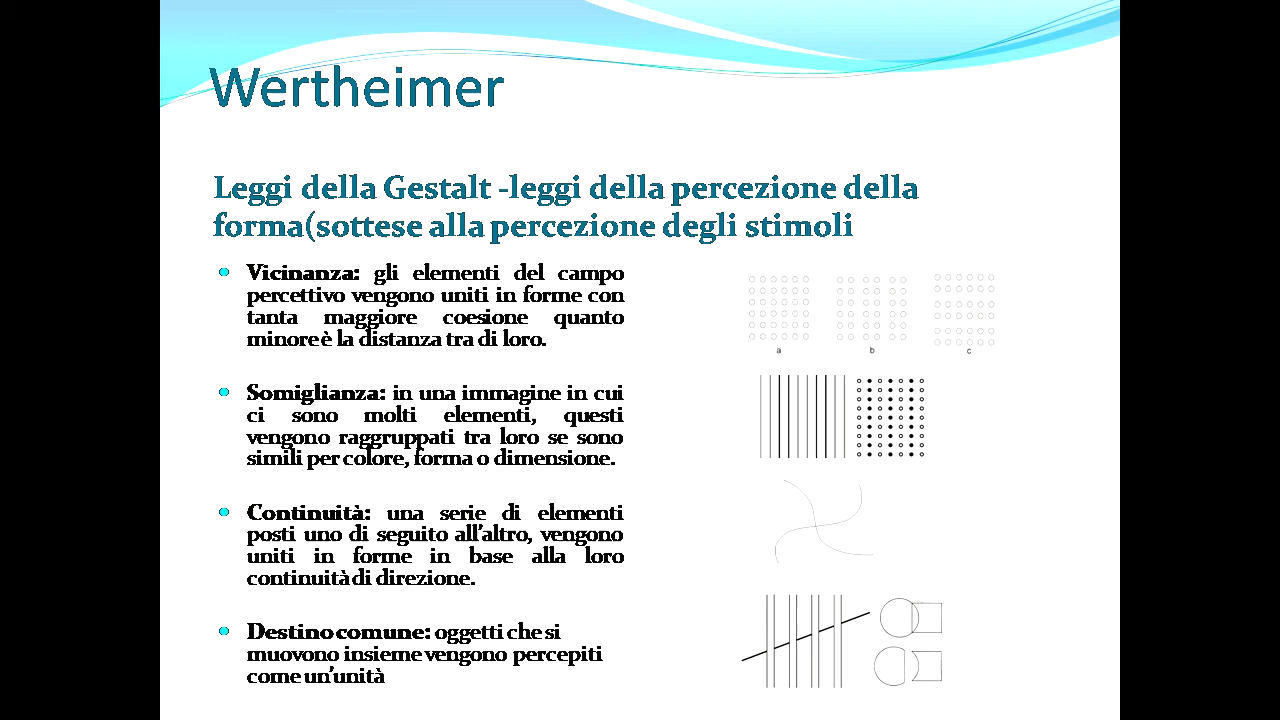 Wertheimer
Leggi della Gestalt -leggi della percezione della
forma(sottese alla percezione degli stimoli
Vicinanza: gli elementi del campo
percettivo vengono uniti in forme con
tanta maggiore coesione quanto
minore è la distanza tra di loro.
Somiglianza: in una immagine in cui
ci sono molti elementi, questi
vengono raggruppati tra loro se sono
simili per colore, forma o dimensione.
Continuità: una serie di elementi
posti uno di seguito all'altro, vengono
uniti in forme in base alla loro
continuità di direzione.
Destino comune: oggetti che si
muovono insieme vengono percepiti
come un'unità
a b c